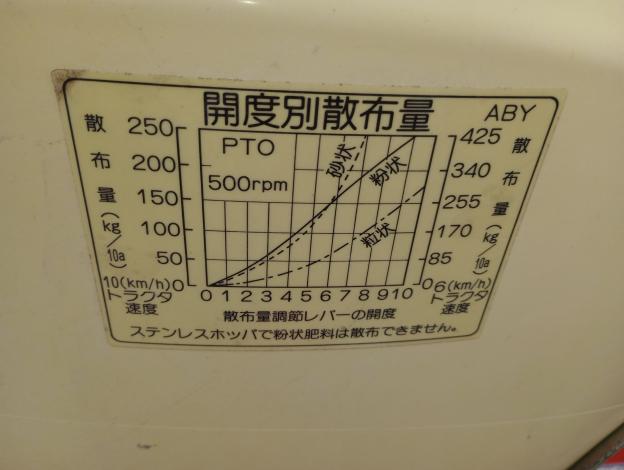 開度別散布量 ABY
散布量(kg/10a)
250
200
150
100
50
0
10(km/h)
トラクタ
速度
PTO
500rpm
砂状
粉状
粒状
425
340
255
170
85
0
散布量(kg/10a)
6(km/h)
トラクタ
速度
0 1 2 3 4 5 6 7 8 9 10
散布量調節レバーの開度
ステンレスホッパで粉状肥料は散布できません。